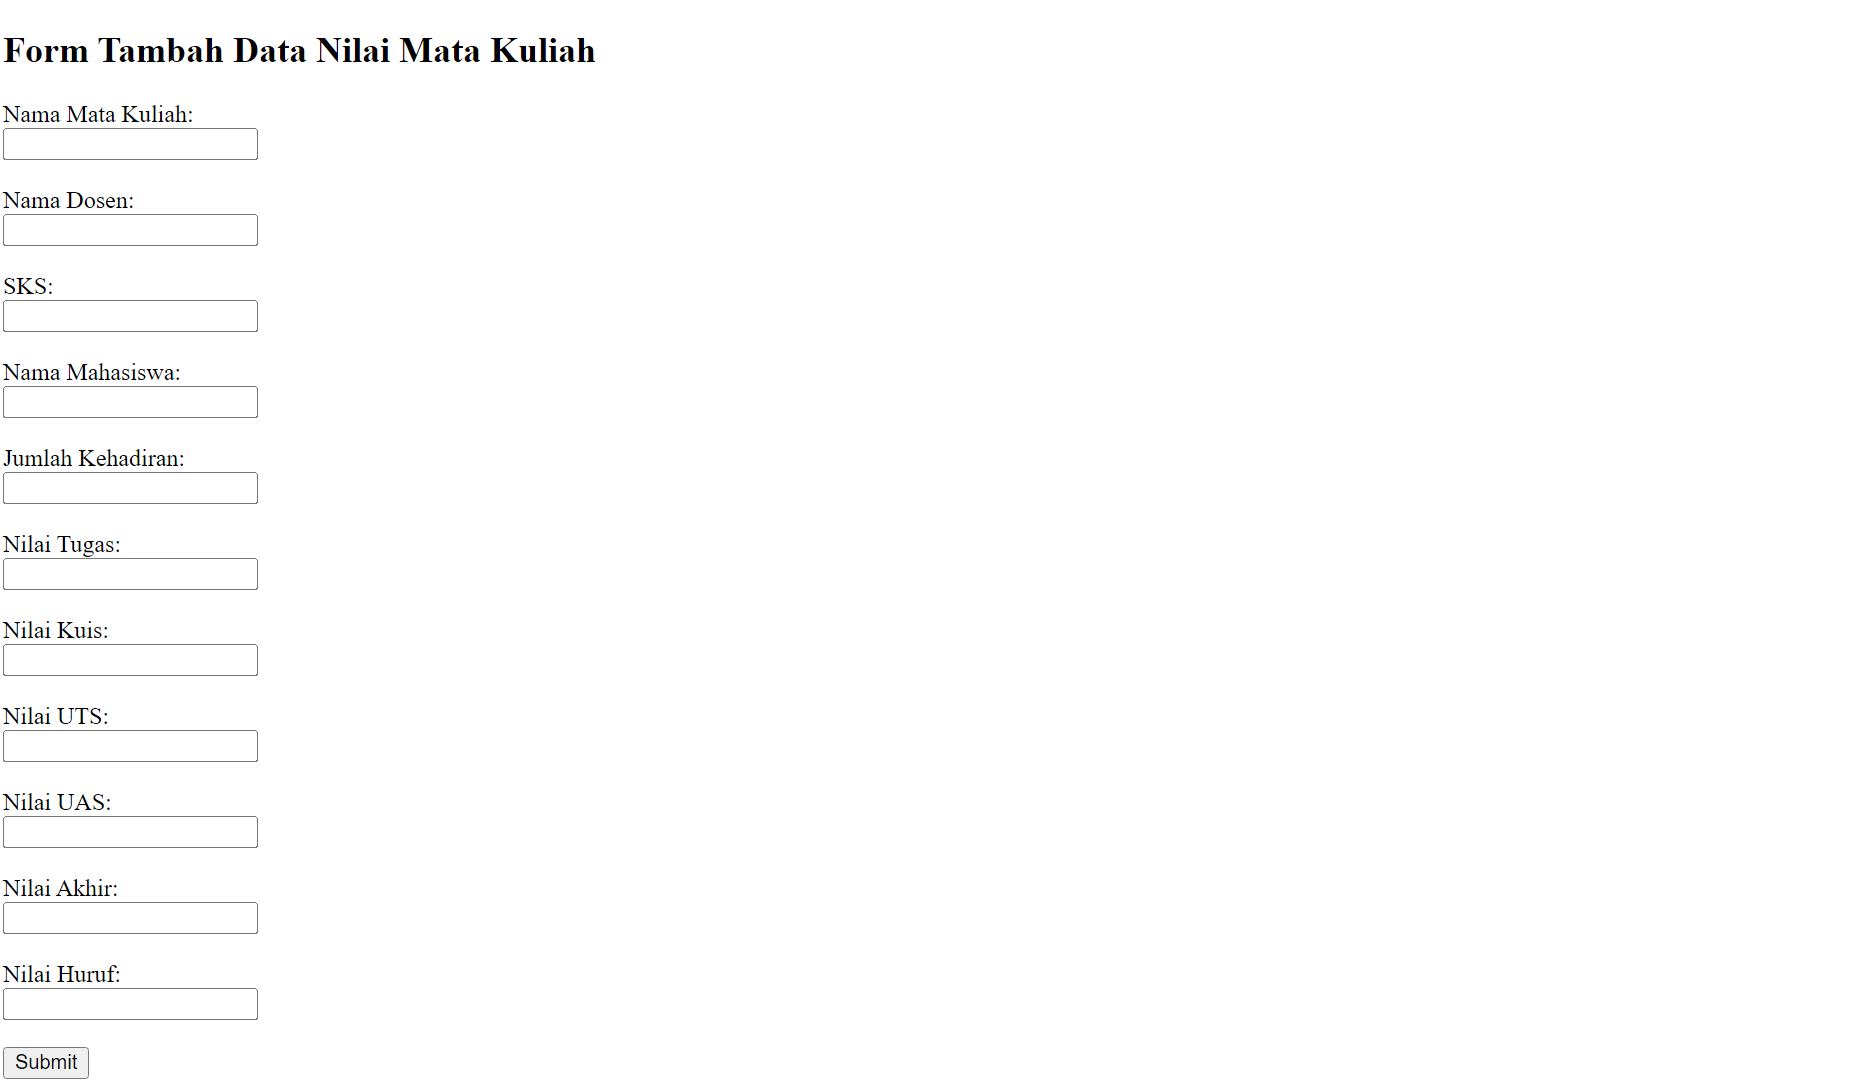 Form Tambah Data Nilai Mata Kuliah
Nama Mata Kuliah:
Nama Dosen:
SKS:
Nama Mahasiswa:
Jumlah Kehadiran:
Nilai Tugas:
Nilai Kuis:
Nilai UTS:
Nilai UAS:
Nilai Akhir:
Nilai Huruf:
Submit